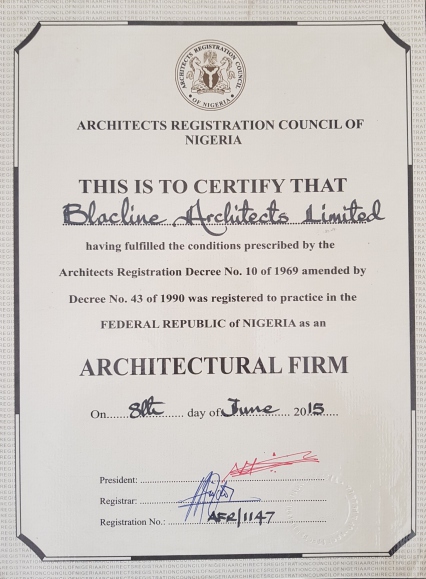 ARCHITECTS REGISTRATION COUNCIL
OF NIGERIA
ARCHITECTS REGISTRATION COUNCIL OF
NIGERIA
THIS IS TO CERTIFY THAT
Blacline Architects Limited
having fulfilled the conditions prescribed by the
Architects Registration Decree No. 10 of 1969 amended by
Decree No. 43 of 1990 was registered to practice in the
FEDERAL REPUBLIC of NIGERIA as an
ARCHITECTURAL FIRM
On......8th......... day of.June.... 2015.....
President: 
Registrar: 
Registration No.: ..........AFR/1147